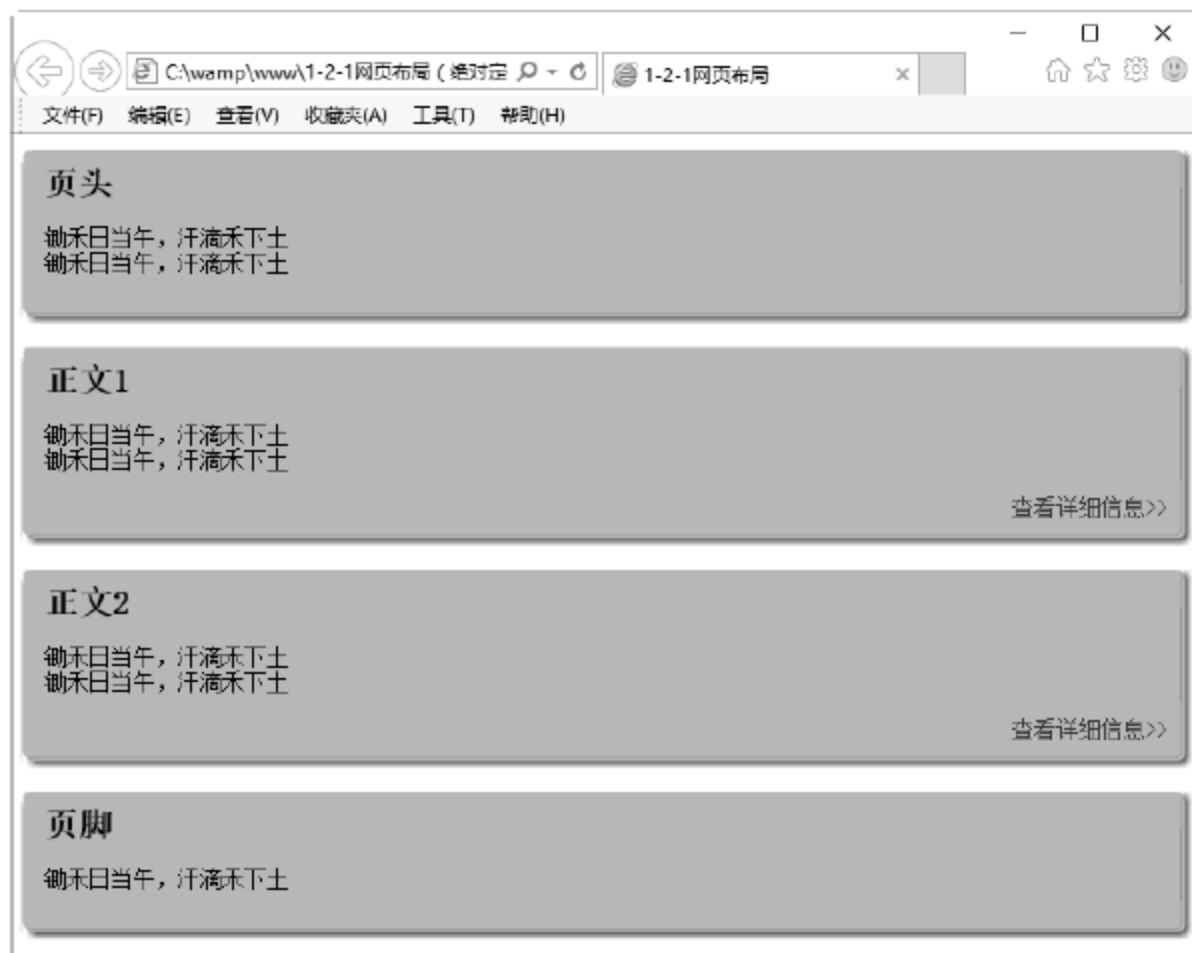 C:\wamp\www\1-2-1网页布局 ( 绝对定
1-2-1网页布局
文件(F) 编辑(E) 查看(V) 收藏夹(A) 工具(T) 帮助(H)
页头
锄禾日当午，汗滴禾下土
锄禾日当午，汗滴禾下土
正文1
锄禾日当午，汗滴禾下土
锄禾日当午，汗滴禾下土
查看详细信息>>
正文2
锄禾日当午，汗滴禾下土
锄禾日当午，汗滴禾下土
查看详细信息>>
页脚
锄禾日当午，汗滴禾下土